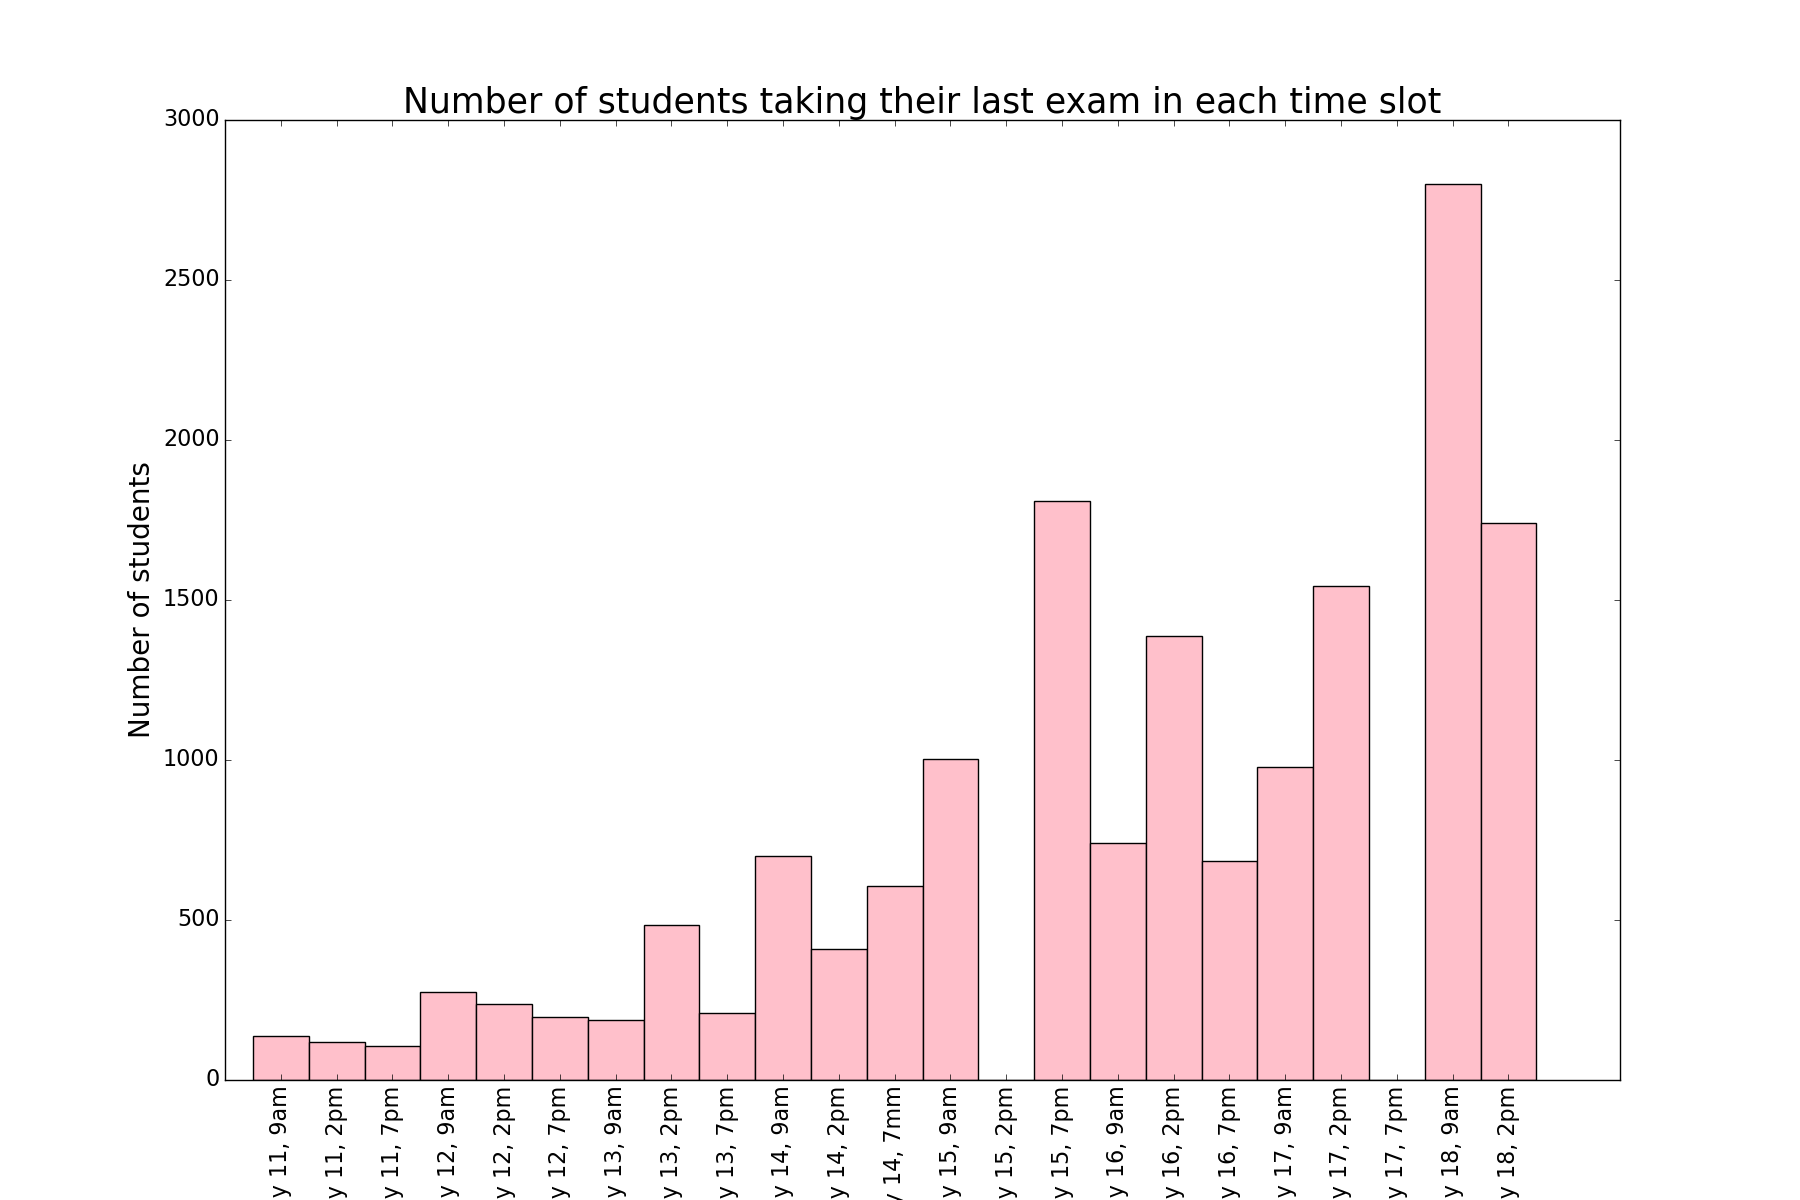 Number of students taking their last exam in each time slot
Number of students
3000
2500
2000
1500
1000
500
0
y 11, 9am
y 11, 2pm
y 11, 7pm
y 12, 9am
y 12, 2pm
y 12, 7pm
y 13, 9am
y 13, 2pm
y 13, 7pm
y 14, 9am
y 14, 2pm
y 14, 7mm
y 15, 9am
y 15, 2pm
y 15, 7pm
y 16, 9am
y 16, 2pm
y 16, 7pm
y 17, 9am
y 17, 2pm
y 17, 7pm
y 18, 9am
y 18, 2pm